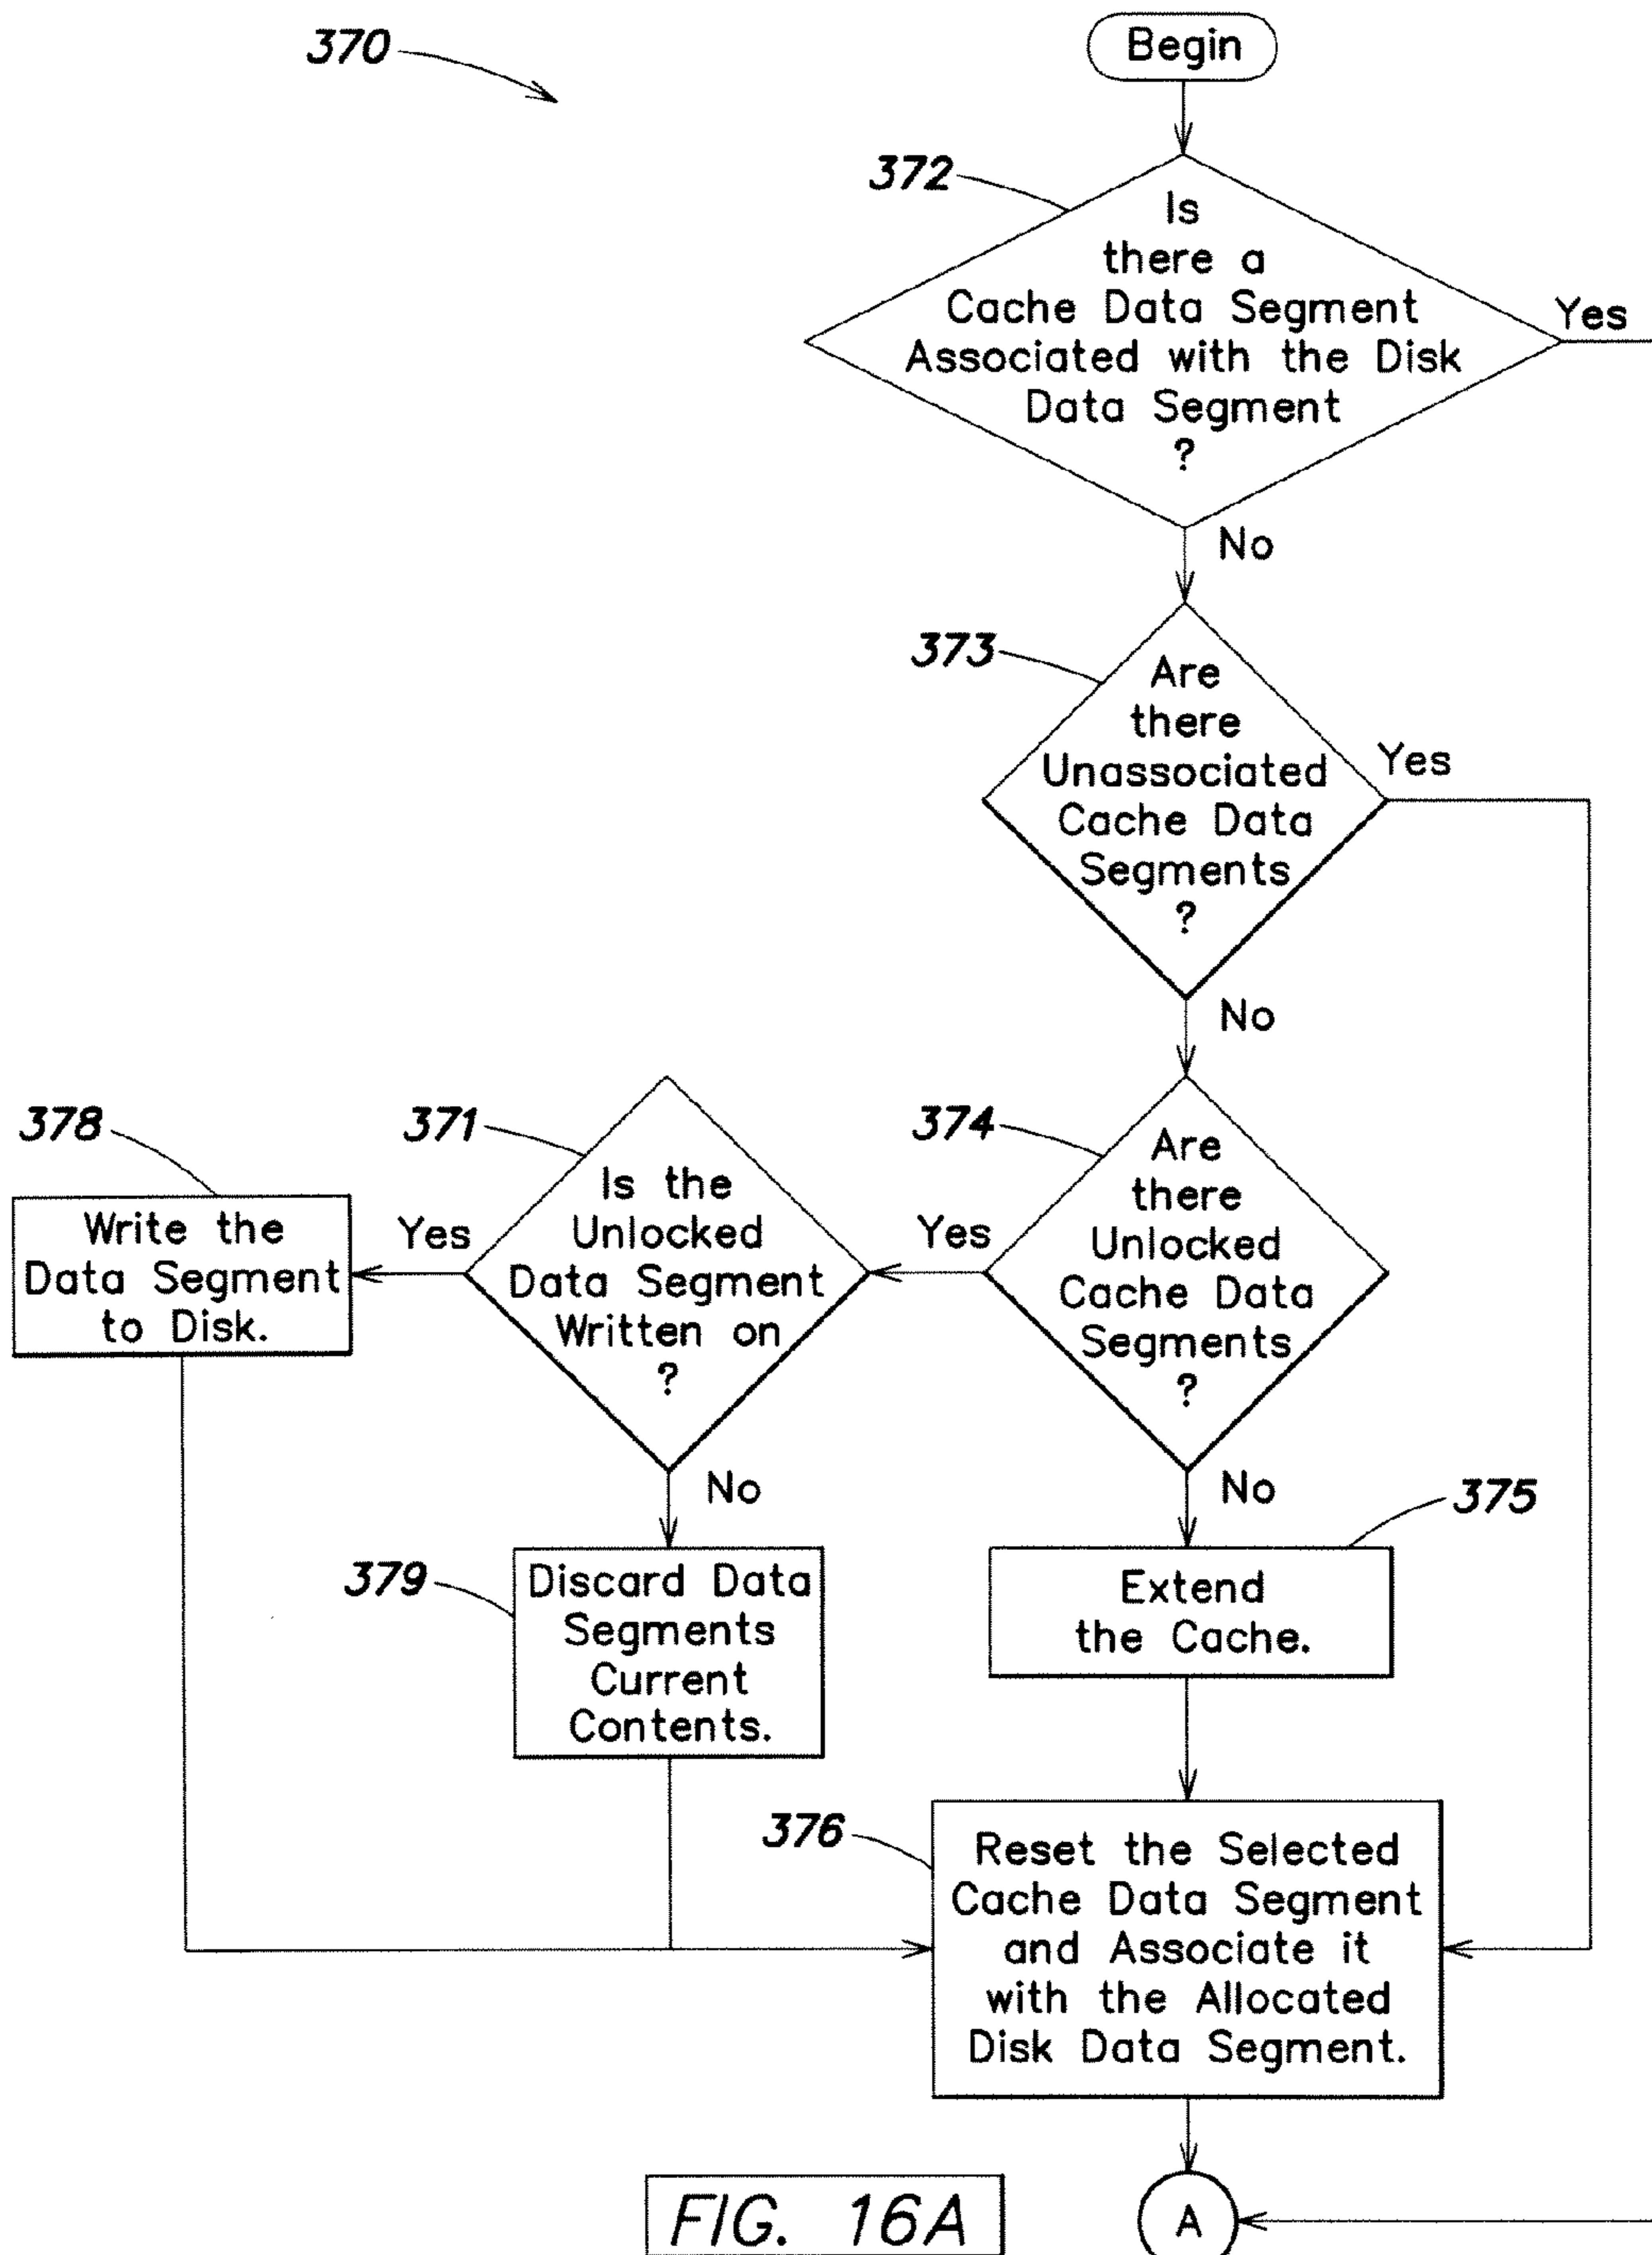 370
Begin
372
Is
there a
Cache Data Segment
Associated with the Disk
Data Segment
?
Yes
No
373
Are
there
Unassociated
Cache Data
Segments
?
Yes
No
374
Are
there
Unlocked
Cache Data
Segments
?
Yes
No
371
Is the
Unlocked
Data Segment
Written on
?
Yes
No
378
Write the
Data Segment
to Disk.
379
Discard Data
Segments
Current
Contents.
375
Extend
the Cache.
376
Reset the Selected
Cache Data Segment
and Associate it
with the Allocated
Disk Data Segment.
A
FIG. 16A